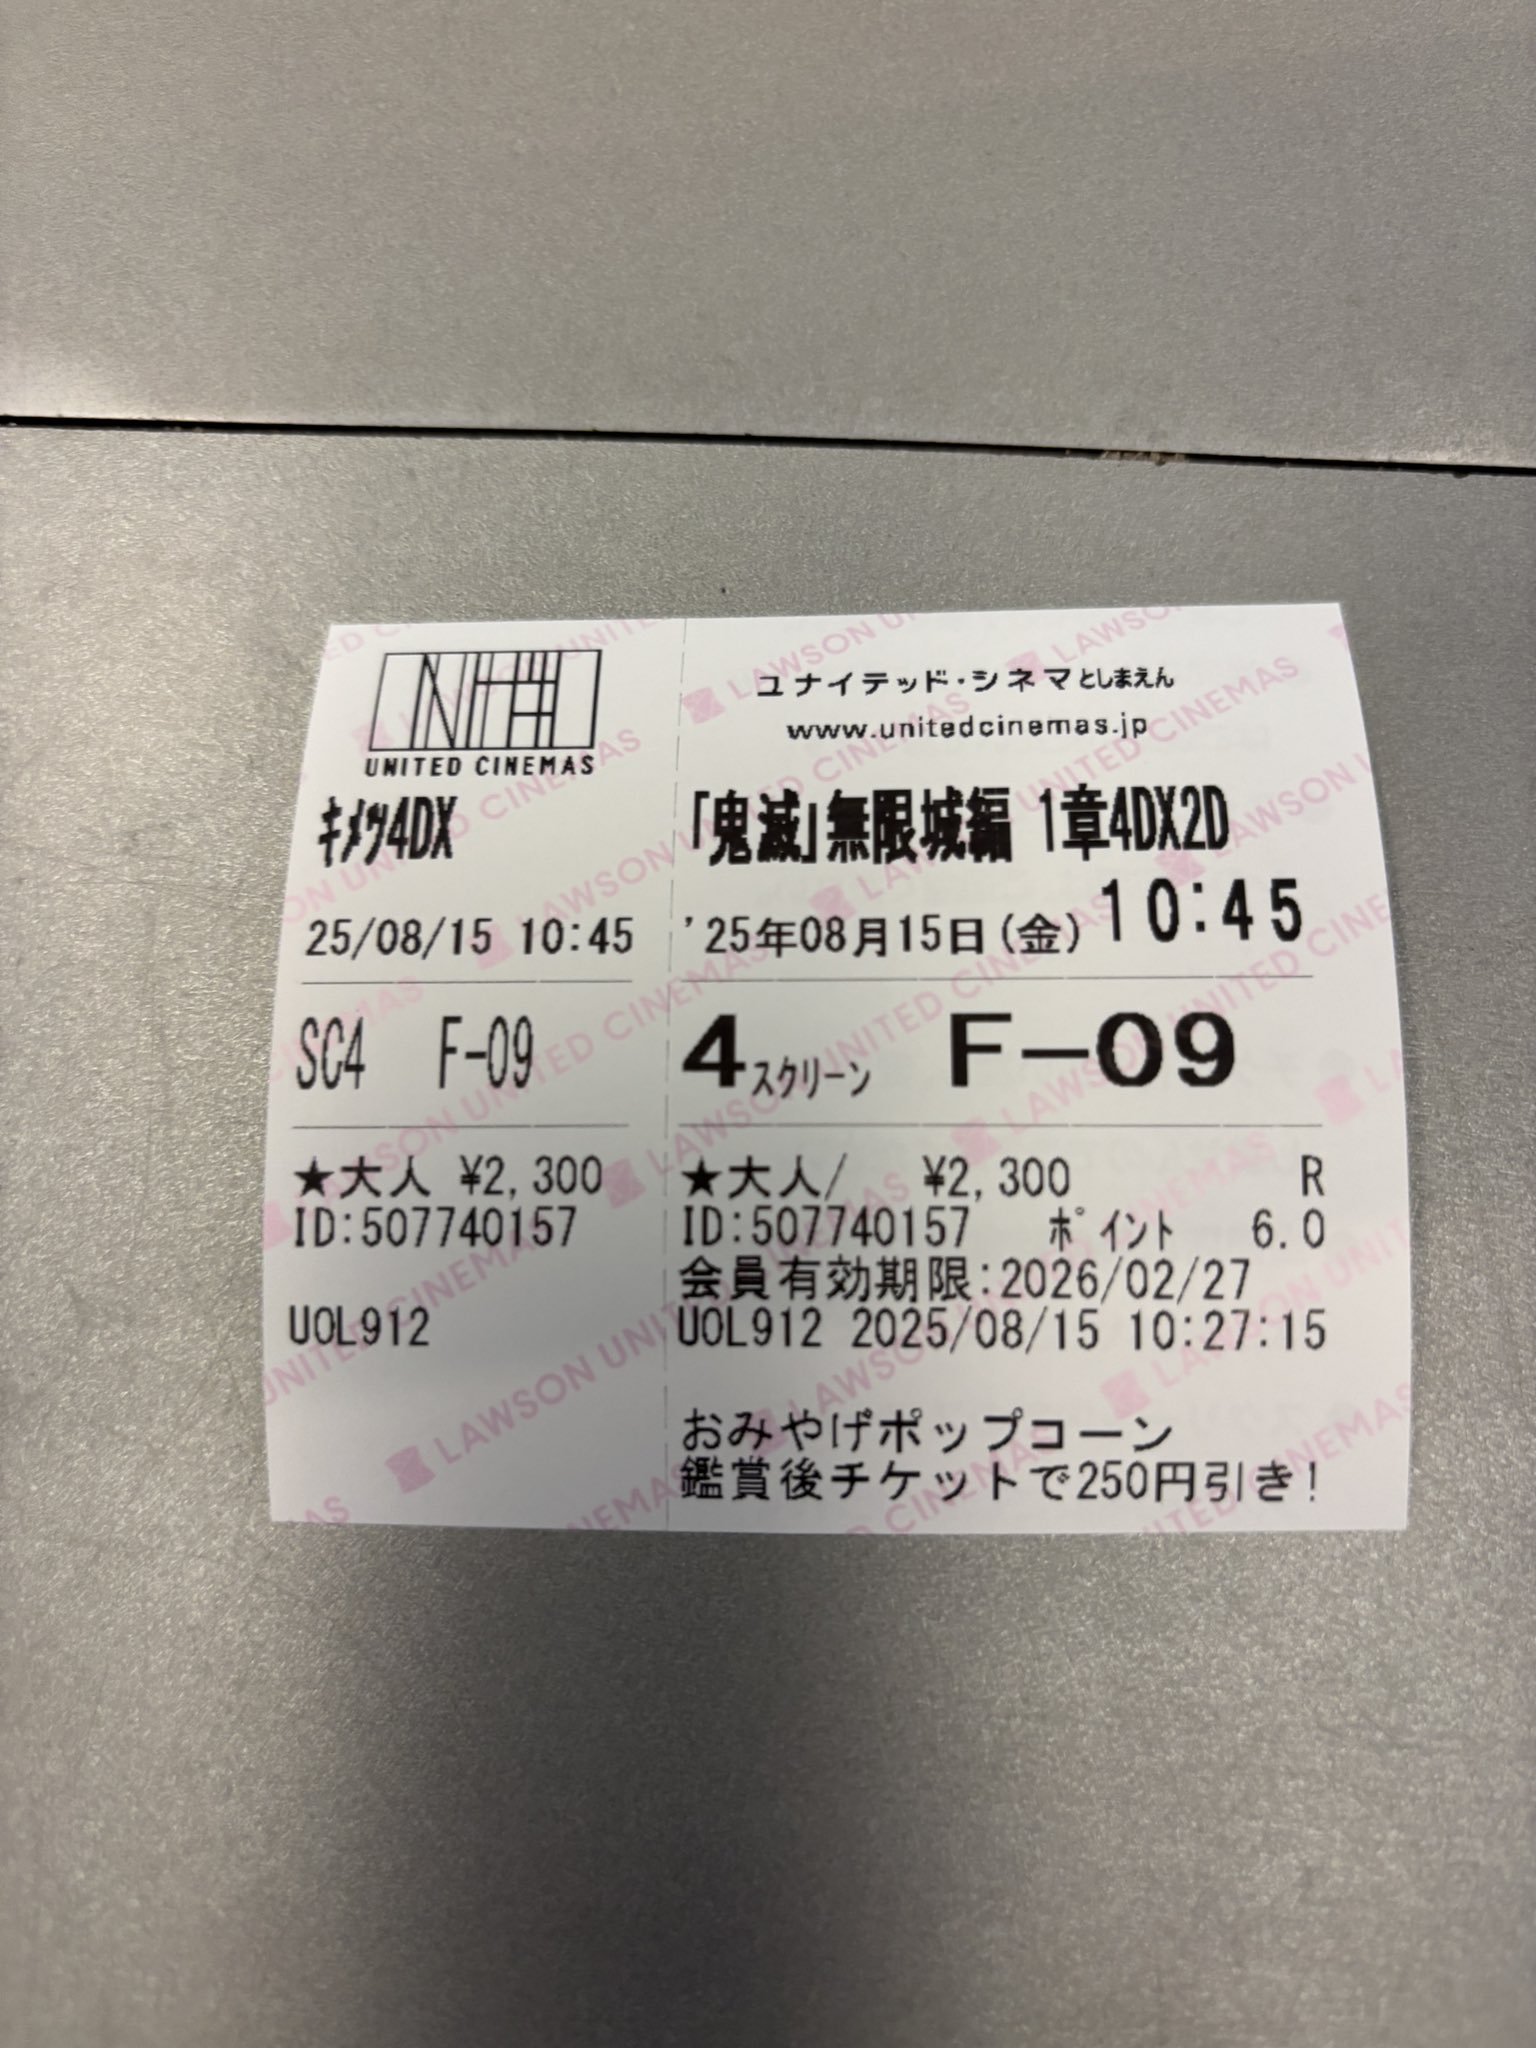 UNITED CINEMAS
キメツ4DX
25/08/15 10:45
SC4 F-09
★大人 ¥2,300
ID:507740157
UOL912
ユナイテッド・シネマとしまえん
www.unitedcinemas.jp
「鬼滅」無限城編 1章4DX2D
'25年08月15日(金) 10:45
4スクリーン F-09
★大人/ ¥2,300 R
ID:507740157 ポイント 6.0
会員有効期限:2026/02/27
UOL912 2025/08/15 10:27:15
おみやげポップコーン
鑑賞後チケットで250円引き!
LAWSON UNITED CINEMAS